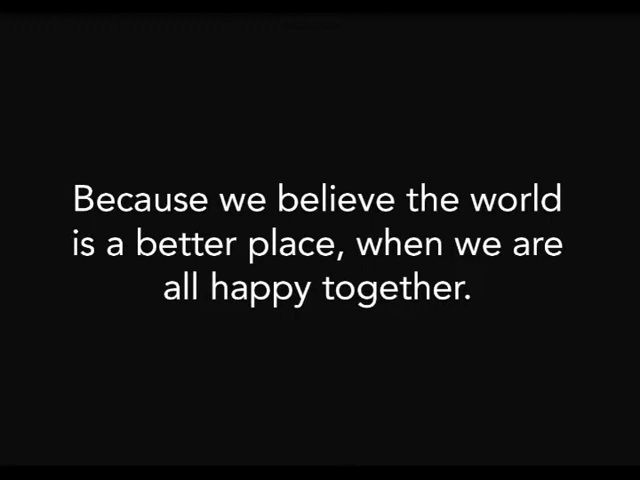 Because we believe the world
is a better place, when we are
all happy together.